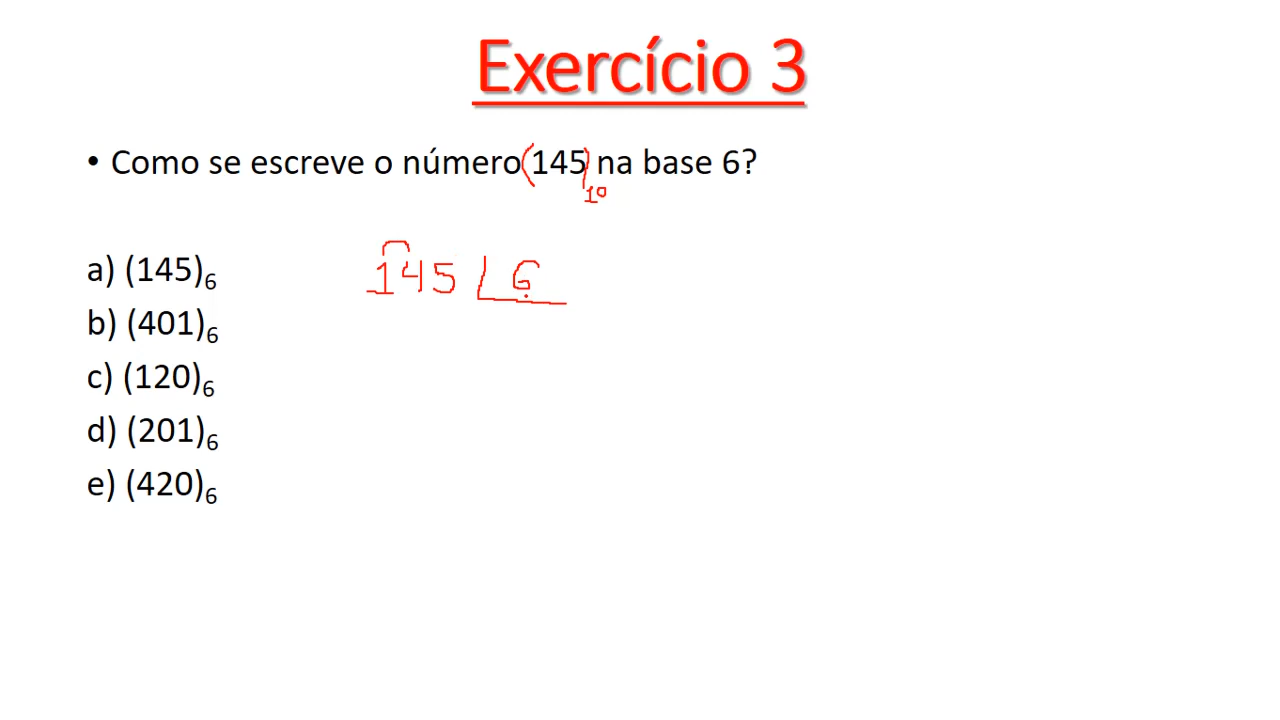 Exercício 3
• Como se escreve o número (145)10 na base 6?
a) (145)6
145 6
b) (401)6
c) (120)6
d) (201)6
e) (420)6